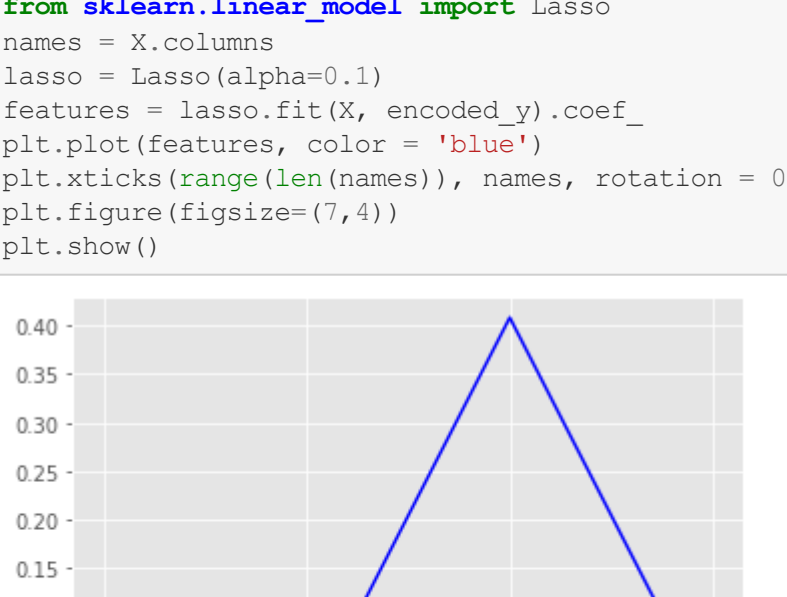 from sklearn.linear_model import Lasso
names = X.columns
lasso = Lasso(alpha=0.1)
features = lasso.fit(X, encoded_y).coef_
plt.plot(features, color = 'blue')
plt.xticks(range(len(names)), names, rotation = 0
plt.figure(figsize=(7,4))
plt.show()
0.40
0.35
0.30
0.25
0.20
0.15